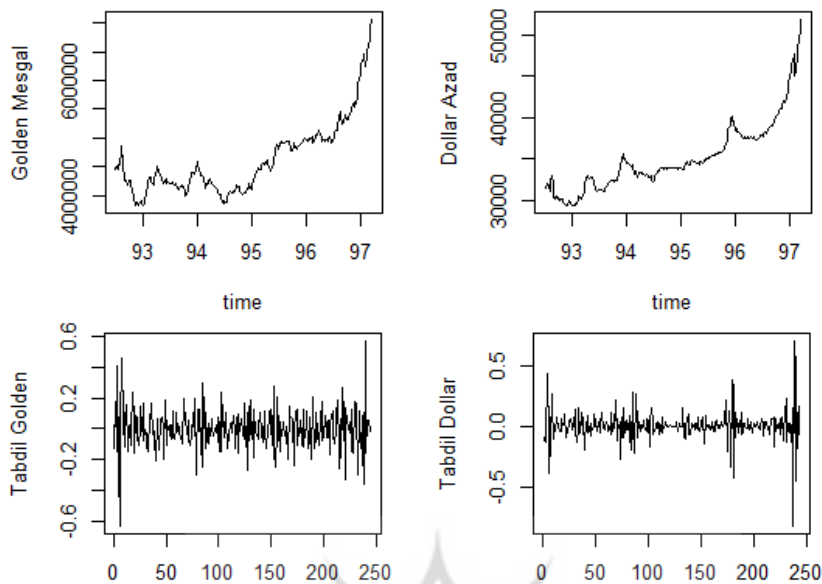 Golden Mesgal
4000000 6000000
93 94 95 96 97
time
Dollar Azad
30000 40000 50000
93 94 95 96 97
time
Tabdil Golden
-0.6 -0.2 0.2 0.6
0 50 100 150 200 250
Tabdil Dollar
-0.5 0.0 0.5
0 50 100 150 200 250